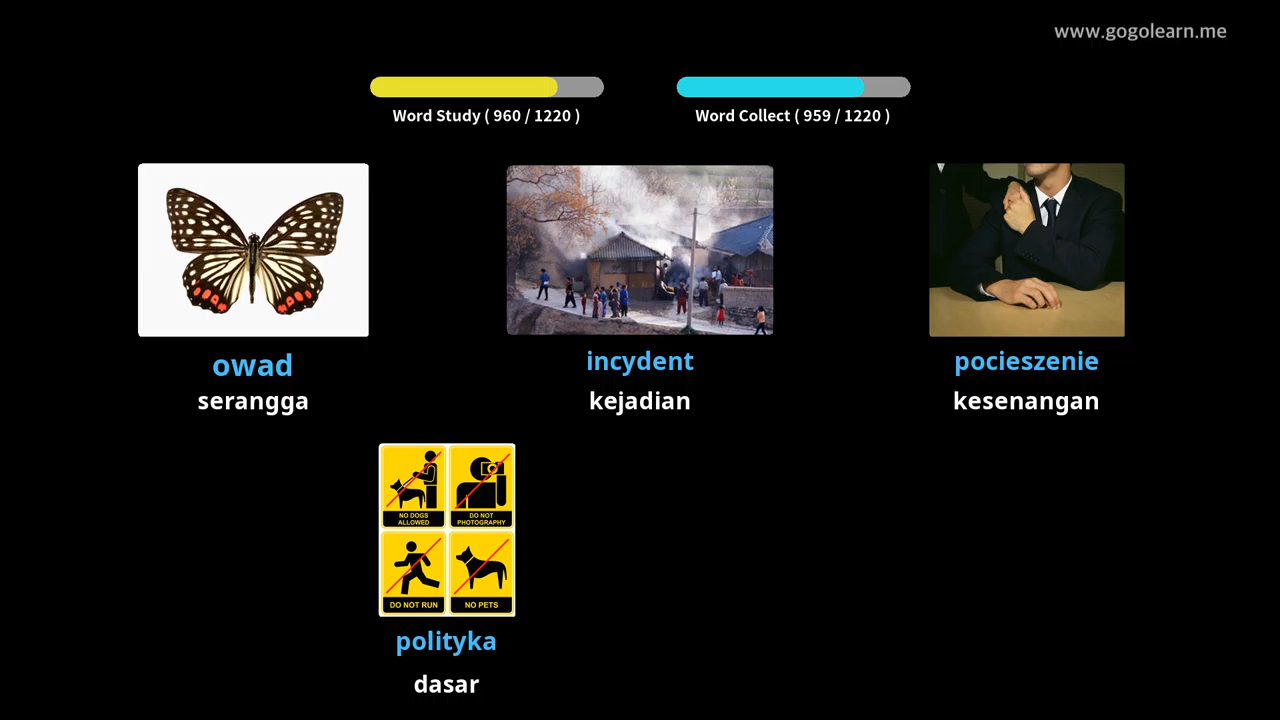 www.gogolearn.me
Word Study ( 960 / 1220 )
Word Collect ( 959 / 1220 )
owad
serangga
incydent
kejadian
pocieszenie
kesenangan
NO DOGS
ALLOWED
DO NOT
PHOTOGRAPHY
DO NOT RUN
NO PETS
polityka
dasar